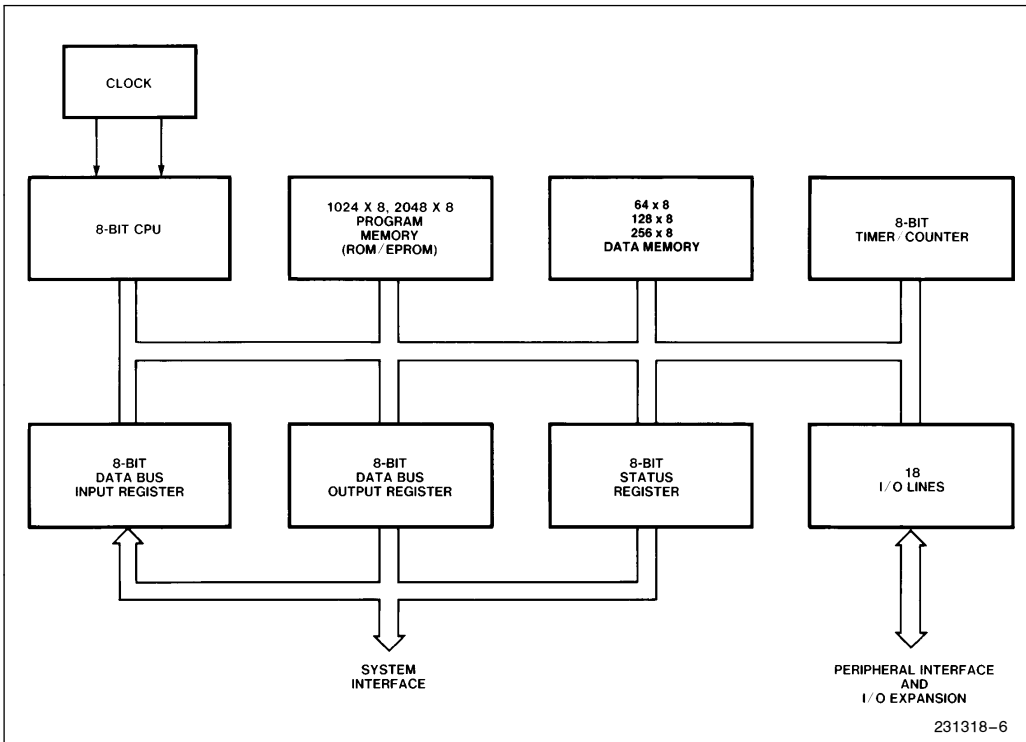 CLOCK
8-BIT CPU
1024 X 8, 2048 X 8
PROGRAM
MEMORY
(ROM/EPROM)
64 x 8
128 x 8
256 x 8
DATA MEMORY
8-BIT
TIMER/COUNTER
8-BIT
DATA BUS
INPUT REGISTER
8-BIT
DATA BUS
OUTPUT REGISTER
8-BIT
STATUS
REGISTER
18
I/O LINES
SYSTEM
INTERFACE
PERIPHERAL INTERFACE
AND
I/O EXPANSION
231318-6